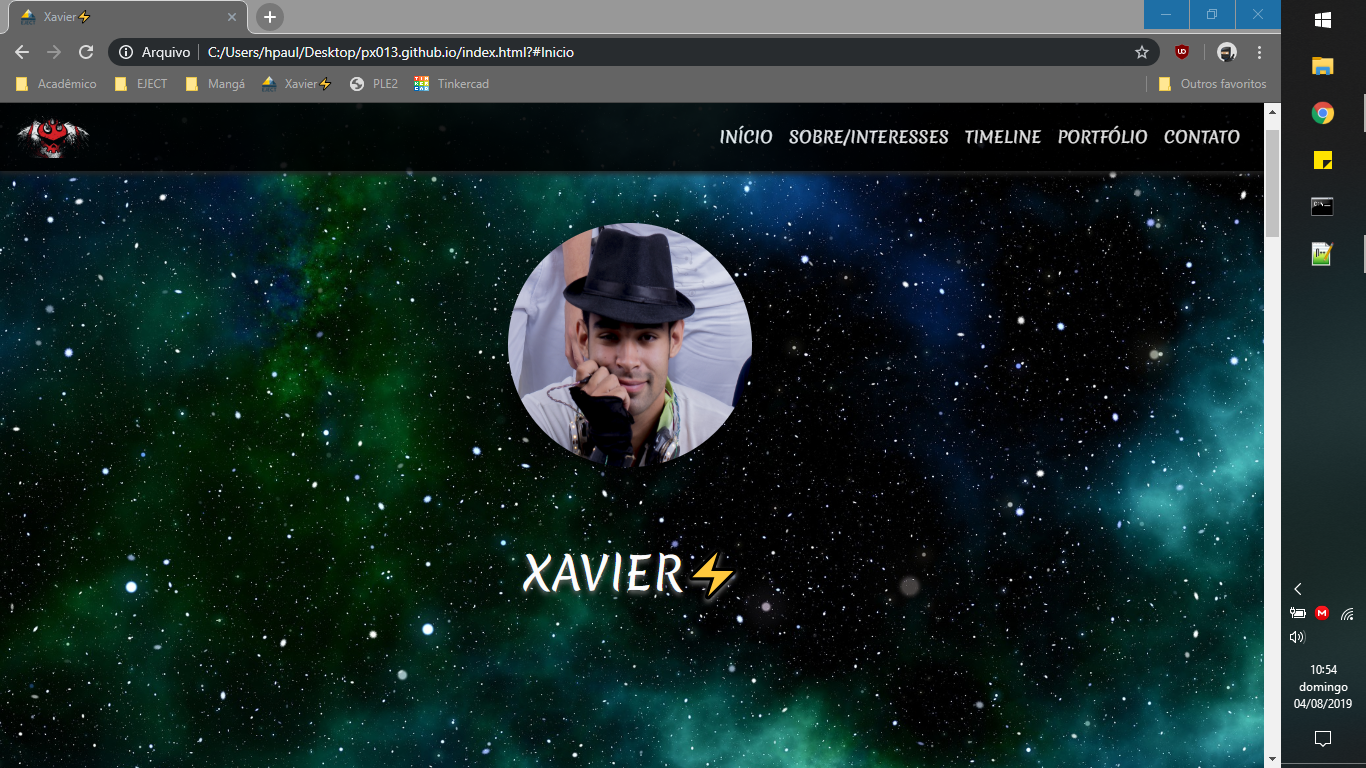 Xavier⚡
Arquivo C:/Users/hpaul/Desktop/px013.github.io/index.html?#Inicio
Acadêmico EJECT Mangá Xavier⚡ PLE2 Tinkercad Outros favoritos
INÍCIO SOBRE/INTERESSES TIMELINE PORTFÓLIO CONTATO
XAVIER⚡
10:54
domingo
04/08/2019